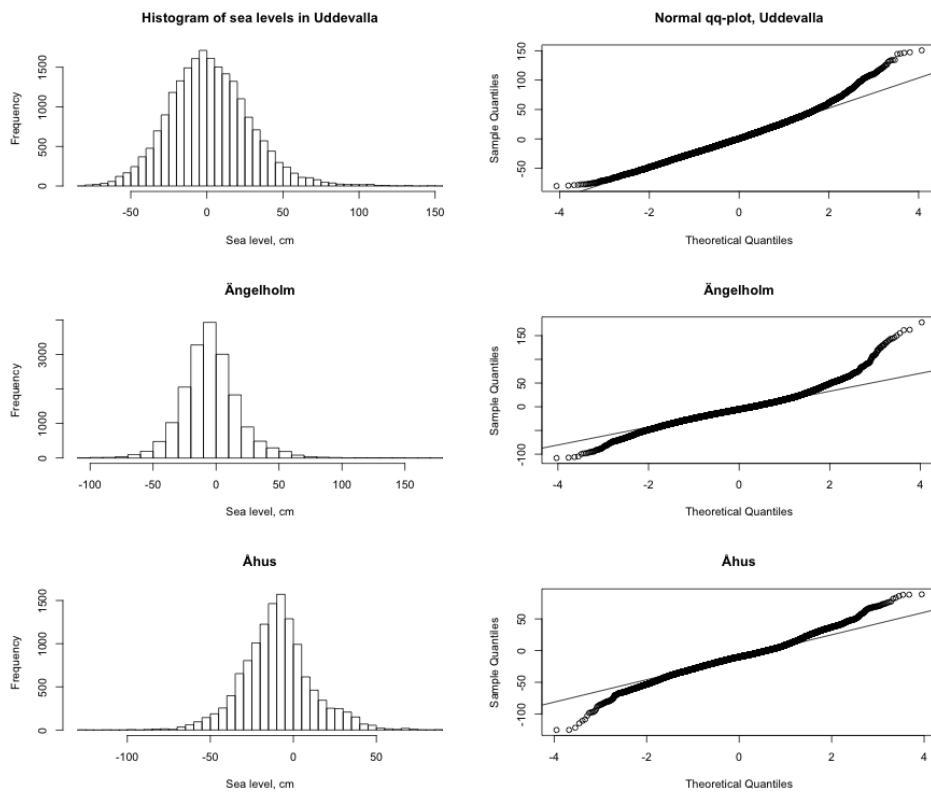 Histogram of sea levels in Uddevalla
Frequency
0 500 1000 1500
-50 0 50 100 150
Sea level, cm
Normal qq-plot, Uddevalla
Sample Quantiles
-50 0 50 100 150
-4 -2 0 2 4
Theoretical Quantiles
Ängelholm
Frequency
0 1000 3000
-100 -50 0 50 100 150
Sea level, cm
Ängelholm
Sample Quantiles
-100 0 50 150
-4 -2 0 2 4
Theoretical Quantiles
Åhus
Frequency
0 500 1000 1500
-100 -50 0 50
Sea level, cm
Åhus
Sample Quantiles
-100 -50 0 50
-4 -2 0 2 4
Theoretical Quantiles